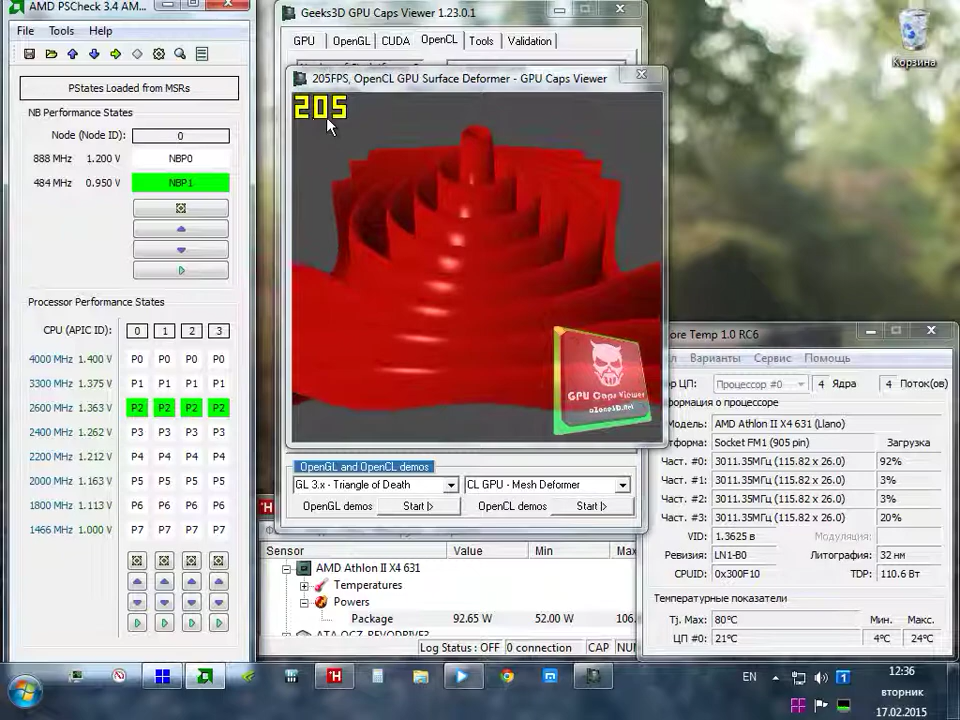 AMD PSCheck 3.4 AM...
File Tools Help
PStates Loaded from MSRs
NB Performance States
Node (Node ID): 0
888 MHz 1.200 V NBP0
484 MHz 0.950 V NBP1
Processor Performance States
CPU (APIC ID): 0 1 2 3
4000 MHz 1.400 V P0 P0 P0 P0
3300 MHz 1.375 V P1 P1 P1 P1
2600 MHz 1.363 V P2 P2 P2 P2
2400 MHz 1.262 V P3 P3 P3 P3
2200 MHz 1.212 V P4 P4 P4 P4
2000 MHz 1.163 V P5 P5 P5 P5
1800 MHz 1.113 V P6 P6 P6 P6
1466 MHz 1.000 V P7 P7 P7 P7
Geeks3D GPU Caps Viewer 1.23.0.1
GPU OpenGL CUDA OpenCL Tools Validation
205FPS, OpenCL GPU Surface Deformer - GPU Caps Viewer
205
GPU Caps Viewer
oZone3D.Net
OpenGL and OpenCL demos
GL 3.x - Triangle of Death CL GPU - Mesh Deformer
OpenGL demos Start OpenCL demos Start
Sensor Value Min Max
AMD Athlon II X4 631
Temperatures
Powers
Package 92.65 W 52.00 W 106.
ATA OCZ-REVODRIVE3
Log Status : OFF 0 connection CAP NUM
Корзина
ore Temp 1.0 RC6
л Варианты Сервис Помощь
ор ЦП: Процессор #0 4 Ядра 4 Поток(ов)
формация о процессоре
Модель: AMD Athlon II X4 631 (Llano)
тформа: Socket FM1 (905 pin) Загрузка
Част. #0: 3011.35МГц (115.82 x 26.0) 92%
Част. #1: 3011.35МГц (115.82 x 26.0) 3%
Част. #2: 3011.35МГц (115.82 x 26.0) 3%
Част. #3: 3011.35МГц (115.82 x 26.0) 20%
VID: 1.3625 в Модуляция:
Ревизия: LN1-B0 Литография: 32 нм
CPUID: 0x300F10 TDP: 110.6 Вт
Температурные показатели
Tj. Max: 80°C Мин. Макс.
ЦП #0: 21°C 4°C 24°C
EN
12:36
вторник
17.02.2015